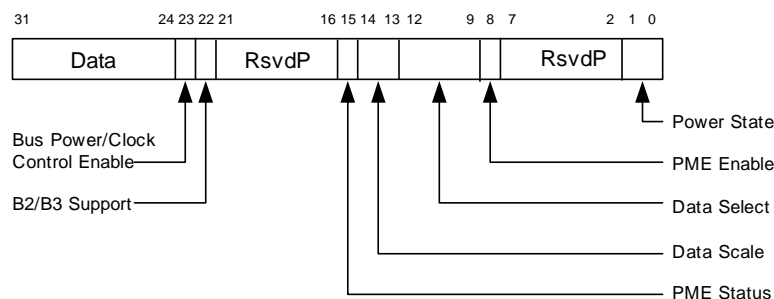 31 24 23 22 21 16 15 14 13 12 9 8 7 2 1 0
Data RsvdP RsvdP
Bus Power/Clock
Control Enable
B2/B3 Support
Power State
PME Enable
Data Select
Data Scale
PME Status